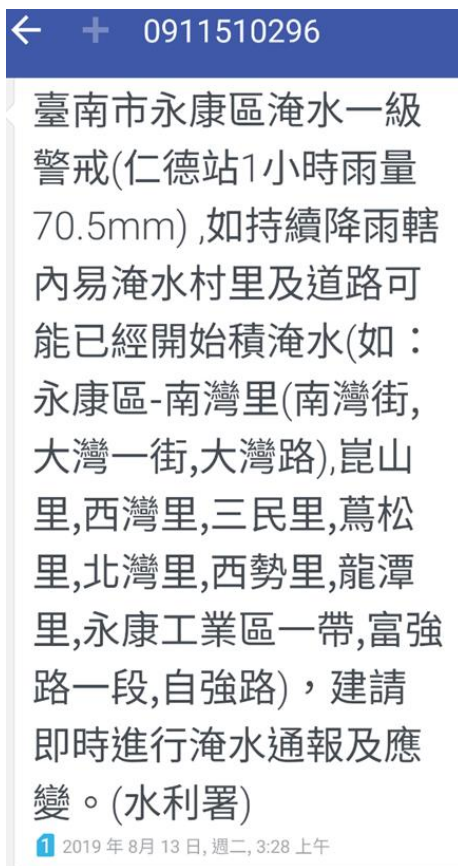 0911510296
臺南市永康區淹水一級
警戒(仁德站1小時雨量
70.5mm) ,如持續降雨轄
內易淹水村里及道路可
能已經開始積淹水(如：
永康區-南灣里(南灣街,
大灣一街,大灣路),崑山
里,西灣里,三民里,蔦松
里,北灣里,西勢里,龍潭
里,永康工業區一帶,富強
路一段,自強路)，建請
即時進行淹水通報及應
變。(水利署)
1 2019 年 8月 13 日, 週二, 3:28 上午